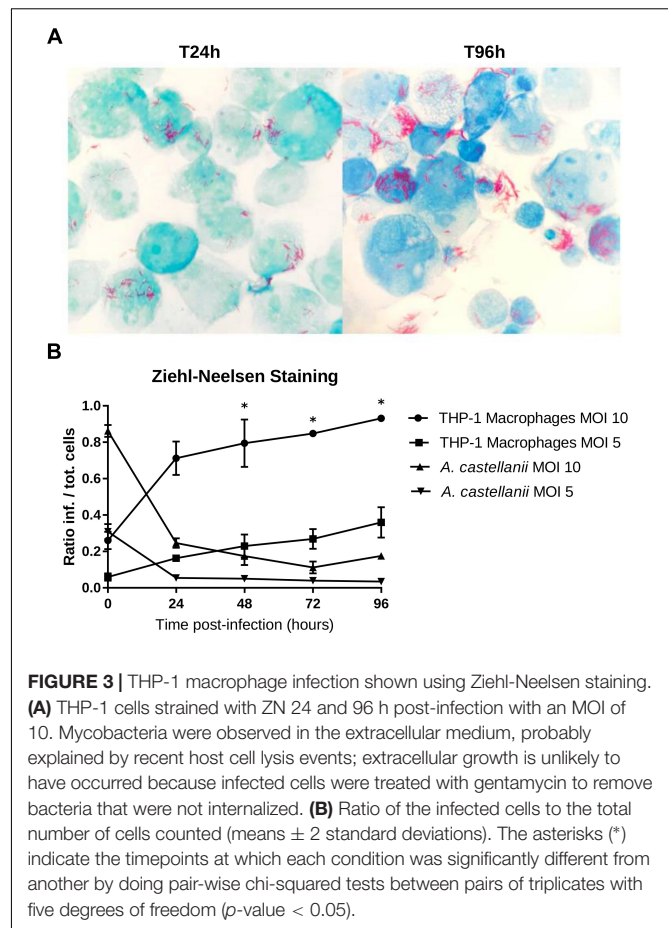 A
T24h T96h
B
Ziehl-Neelsen Staining
1.0
0.8
0.6
0.4
0.2
0.0
Ratio inf. / tot. cells
* * *
0 24 48 72 96
Time post-infection (hours)
THP-1 Macrophages MOI 10
THP-1 Macrophages MOI 5
A. castellanii MOI 10
A. castellanii MOI 5
FIGURE 3 | THP-1 macrophage infection shown using Ziehl-Neelsen staining.
(A) THP-1 cells strained with ZN 24 and 96 h post-infection with an MOI of
10. Mycobacteria were observed in the extracellular medium, probably
explained by recent host cell lysis events; extracellular growth is unlikely to
have occurred because infected cells were treated with gentamycin to remove
bacteria that were not internalized. (B) Ratio of the infected cells to the total
number of cells counted (means ± 2 standard deviations). The asterisks (*)
indicate the timepoints at which each condition was significantly different from
another by doing pair-wise chi-squared tests between pairs of triplicates with
five degrees of freedom (p-value < 0.05).